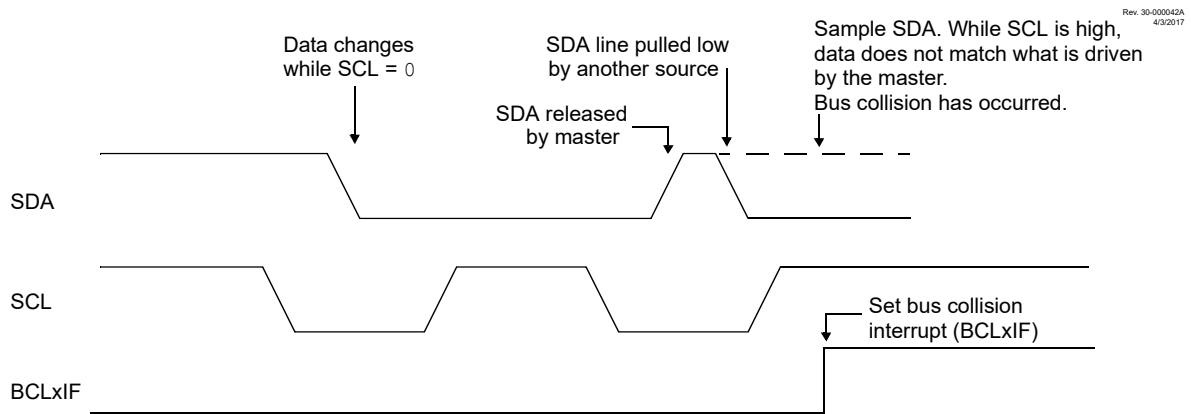 Rev. 30-000042A
4/3/2017
Data changes
while SCL = 0
SDA line pulled low
by another source
SDA released
by master
Sample SDA. While SCL is high,
data does not match what is driven
by the master.
Bus collision has occurred.
SDA
SCL
Set bus collision
interrupt (BCLxIF)
BCLxIF